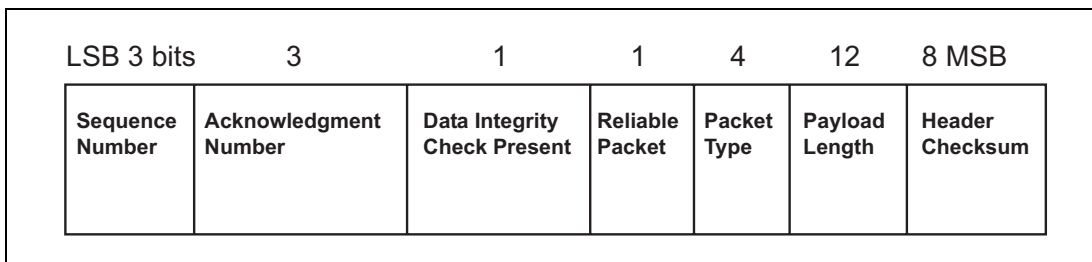 LSB 3 bits 3 1 1 4 12 8 MSB
Sequence Number
Acknowledgment Number
Data Integrity Check Present
Reliable Packet
Packet Type
Payload Length
Header Checksum